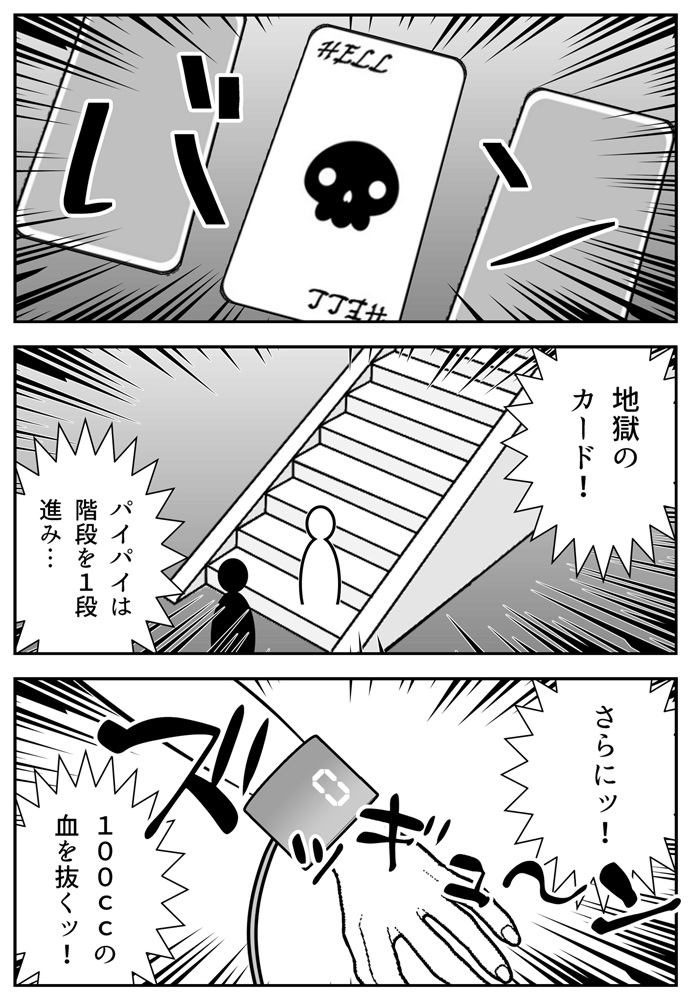 HELL
バン
HELL
地獄の
カード！
パイパイは
階段を１段
進み…
さらにッ！
ズッギュ〜ン
0
１００ｃｃの
血を抜くッ！